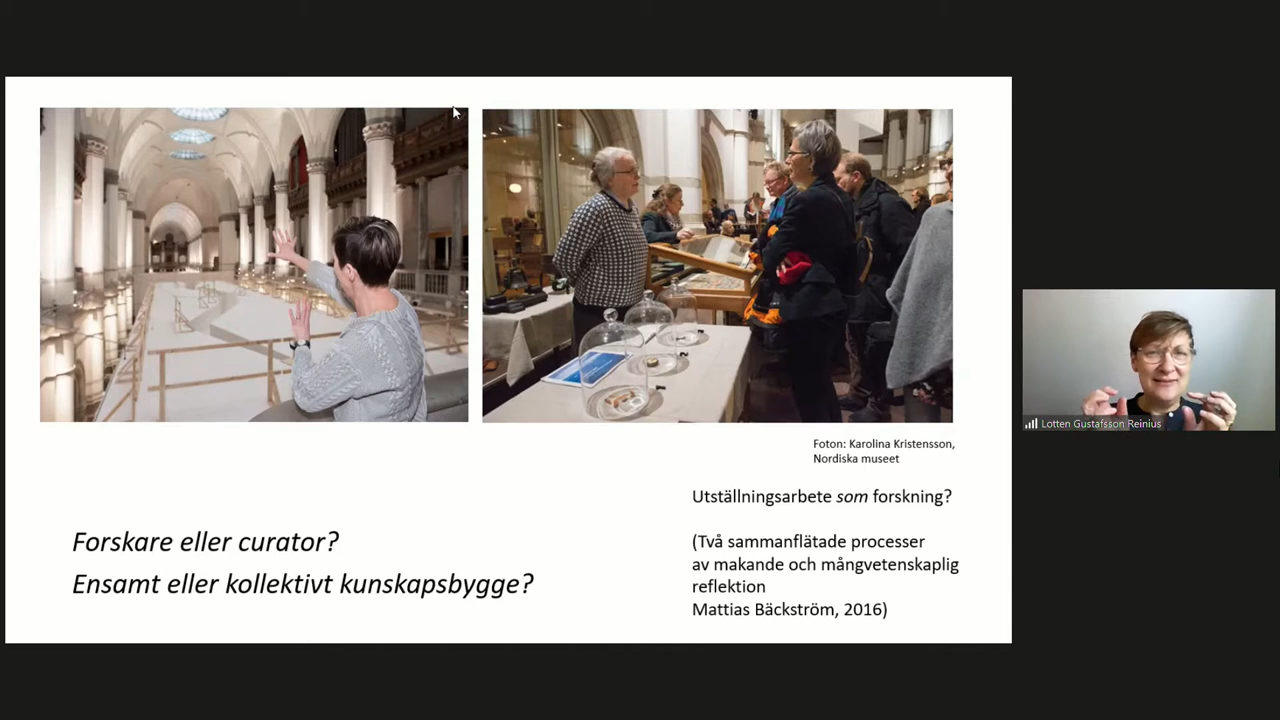 Foton: Karolina Kristensson,
Nordiska museet
Utställningsarbete som forskning?
(Två sammanflätade processer
av makande och mångvetenskaplig
reflektion
Mattias Bäckström, 2016)
Forskare eller curator?
Ensamt eller kollektivt kunskapsbygge?
Lotten Gustafsson Reinius